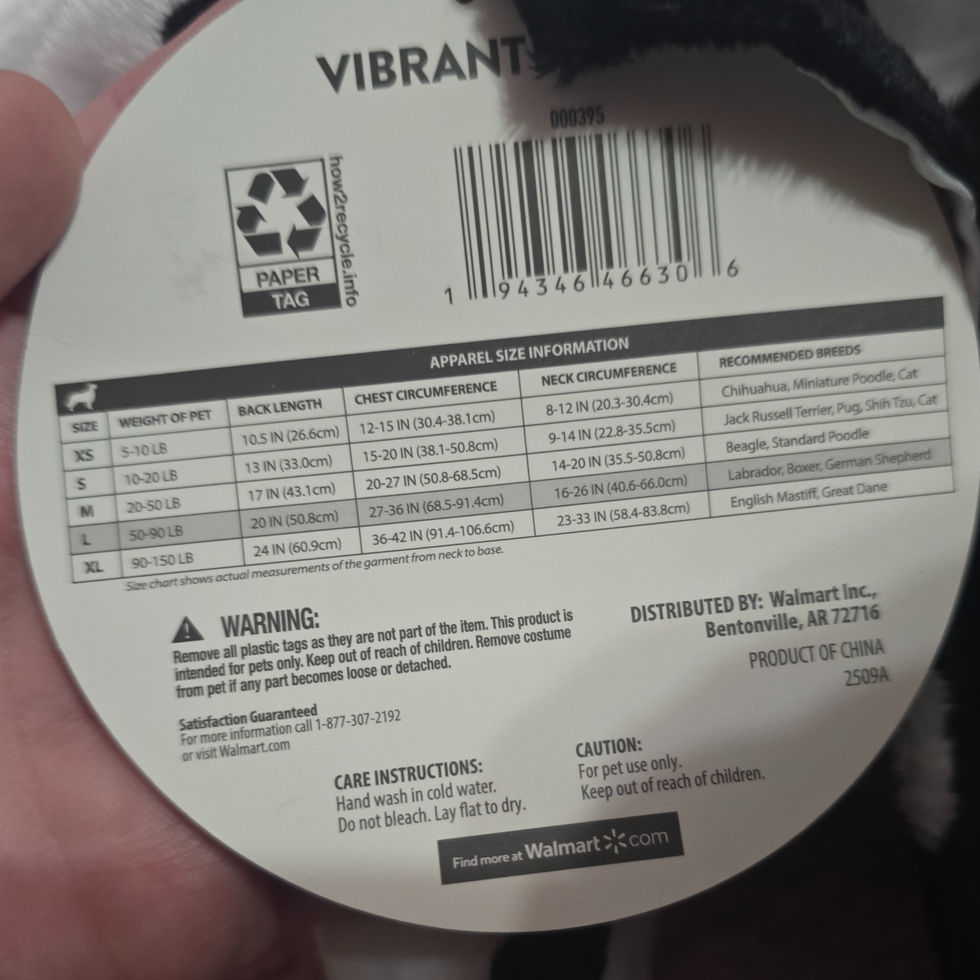 VIBRANT
000395
how2recycle.info
PAPER
TAG
1 94346 46630 6
APPAREL SIZE INFORMATION
SIZE WEIGHT OF PET BACK LENGTH CHEST CIRCUMFERENCE NECK CIRCUMFERENCE RECOMMENDED BREEDS
XS 5-10 LB 10.5 IN (26.6cm) 12-15 IN (30.4-38.1cm) 8-12 IN (20.3-30.4cm) Chihuahua, Miniature Poodle, Cat
S 10-20 LB 13 IN (33.0cm) 15-20 IN (38.1-50.8cm) 9-14 IN (22.8-35.5cm) Jack Russell Terrier, Pug, Shih Tzu, Cat
M 20-50 LB 17 IN (43.1cm) 20-27 IN (50.8-68.5cm) 14-20 IN (35.5-50.8cm) Beagle, Standard Poodle
L 50-90 LB 20 IN (50.8cm) 27-36 IN (68.5-91.4cm) 16-26 IN (40.6-66.0cm) Labrador, Boxer, German Shepherd
XL 90-150 LB 24 IN (60.9cm) 36-42 IN (91.4-106.6cm) 23-33 IN (58.4-83.8cm) English Mastiff, Great Dane
Size chart shows actual measurements of the garment from neck to base.
WARNING:
Remove all plastic tags as they are not part of the item. This product is
intended for pets only. Keep out of reach of children. Remove costume
from pet if any part becomes loose or detached.
Satisfaction Guaranteed
For more information call 1-877-307-2192
or visit Walmart.com
DISTRIBUTED BY: Walmart Inc.,
Bentonville, AR 72716
PRODUCT OF CHINA
2509A
CARE INSTRUCTIONS:
Hand wash in cold water.
Do not bleach. Lay flat to dry.
CAUTION:
For pet use only.
Keep out of reach of children.
Find more at Walmart.com